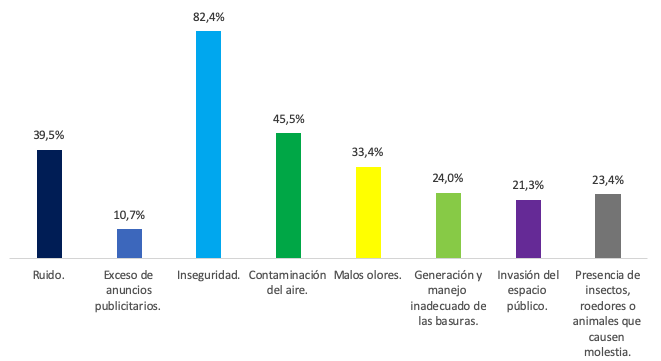 82,4%
45,5%
39,5%
33,4%
24,0%
23,4%
21,3%
10,7%
Ruido.
Exceso de
anuncios
publicitarios.
Inseguridad.
Contaminación
del aire.
Malos olores.
Generación y
manejo
inadecuado de
las basuras.
Invasión del
espacio
público.
Presencia de
insectos,
roedores o
animales que
causen
molestia.